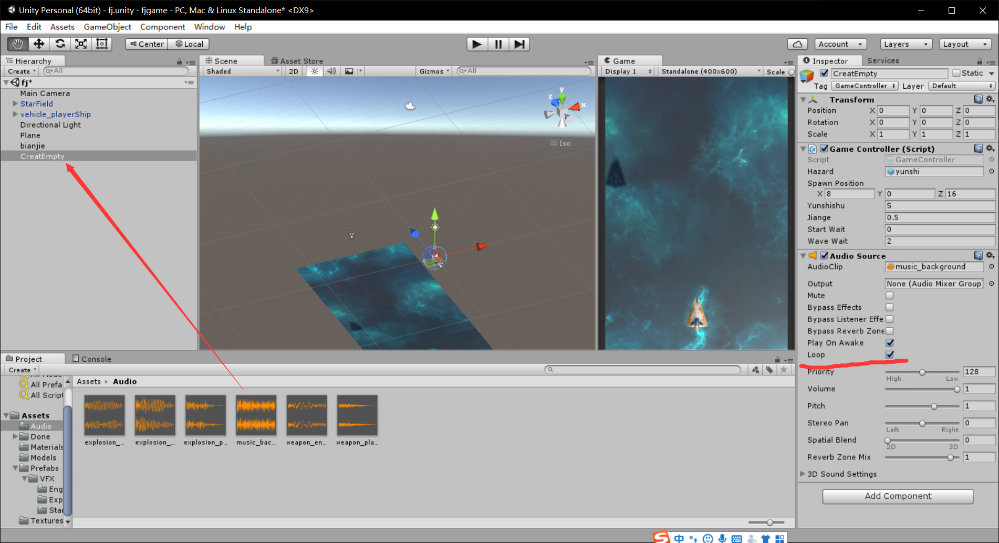 Unity Personal (64bit) - fj.unity - fjgame - PC, Mac & Linux Standalone* <DX9>
File Edit Assets GameObject Component Window Help
Center Local Account Layers Layout
Hierarchy
Create All
fj*
Main Camera
StarField
vehicle_playerShip
Directional Light
Plane
bianjie
CreatEmpty
Scene Asset Store
Shaded 2D Gizmos All
y
z
x
Iso
Game
Display 1 Standalone (400x600) Scale
Inspector Services
CreatEmpty Static
Tag GameController Layer Default
Transform
Position X 0 Y 0 Z 0
Rotation X 0 Y 0 Z 0
Scale X 1 Y 1 Z 1
Game Controller (Script)
Script GameController
Hazard yunshi
Spawn Position
X 8 Y 0 Z 16
Yunshishu 5
Jiange 0.5
Start Wait 0
Wave Wait 2
Audio Source
AudioClip music_background
Output None (Audio Mixer Group)
Mute
Bypass Effects
Bypass Listener Effe
Bypass Reverb Zone
Play On Awake
Loop
Priority 128
High Low
Volume 1
Pitch 1
Stereo Pan 0
Left Right
Spatial Blend 0
2D 3D
Reverb Zone Mix 1
3D Sound Settings
Add Component
Project Console
Create
All Prefa
All Script
Assets
Audio
Done
Materials
Models
Prefabs
VFX
Eng
Exp
Star
Textures
Assets Audio
explosion_... explosion_... explosion_p... music_bac... weapon_en... weapon_pla...
S 中